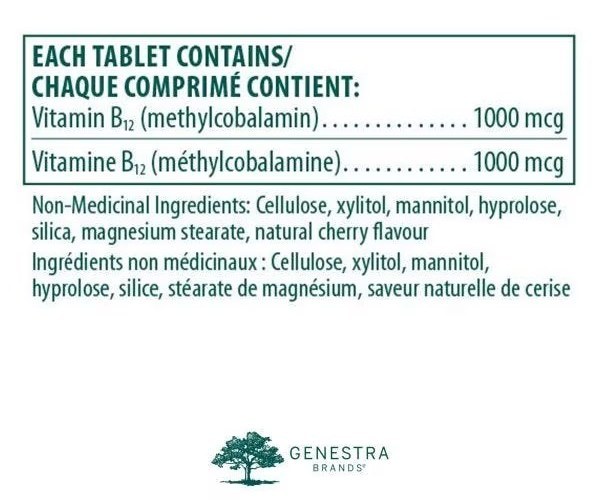 EACH TABLET CONTAINS/
CHAQUE COMPRIMÉ CONTIENT:
Vitamin B₁₂ (methylcobalamin).............. 1000 mcg
Vitamine B₁₂ (méthylcobalamine)............ 1000 mcg
Non-Medicinal Ingredients: Cellulose, xylitol, mannitol, hyprolose,
silica, magnesium stearate, natural cherry flavour
Ingrédients non médicinaux : Cellulose, xylitol, mannitol,
hyprolose, silice, stéarate de magnésium, saveur naturelle de cerise
GENESTRA
BRANDS